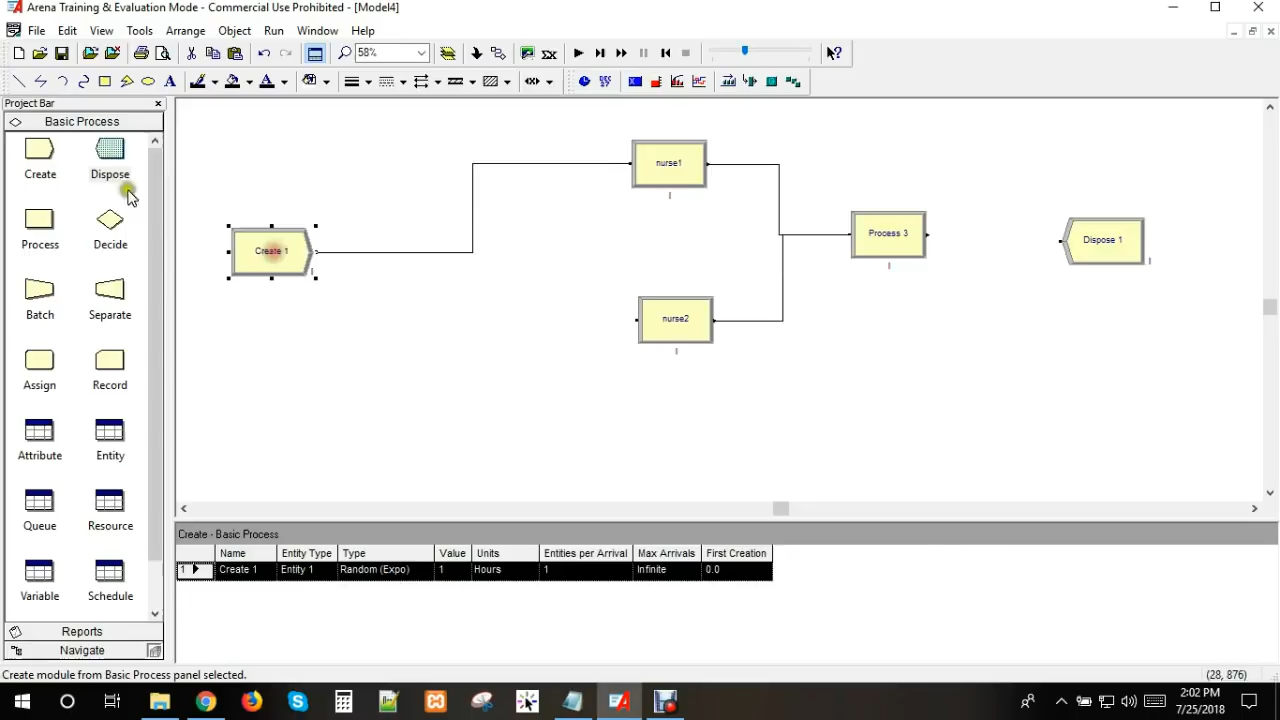 Arena Training & Evaluation Mode - Commercial Use Prohibited - [Model4]
File Edit View Tools Arrange Object Run Window Help
58%
Project Bar
Basic Process
Create Dispose
Process Decide
Batch Separate
Assign Record
Attribute Entity
Queue Resource
Variable Schedule
Reports
Navigate
nurse1
Create 1
Process 3
Dispose 1
nurse2
Create - Basic Process
Name Entity Type Type Value Units Entities per Arrival Max Arrivals First Creation
1 Create 1 Entity 1 Random (Expo) 1 Hours 1 Infinite 0.0
Create module from Basic Process panel selected.
(28, 876)
2:02 PM
7/25/2018